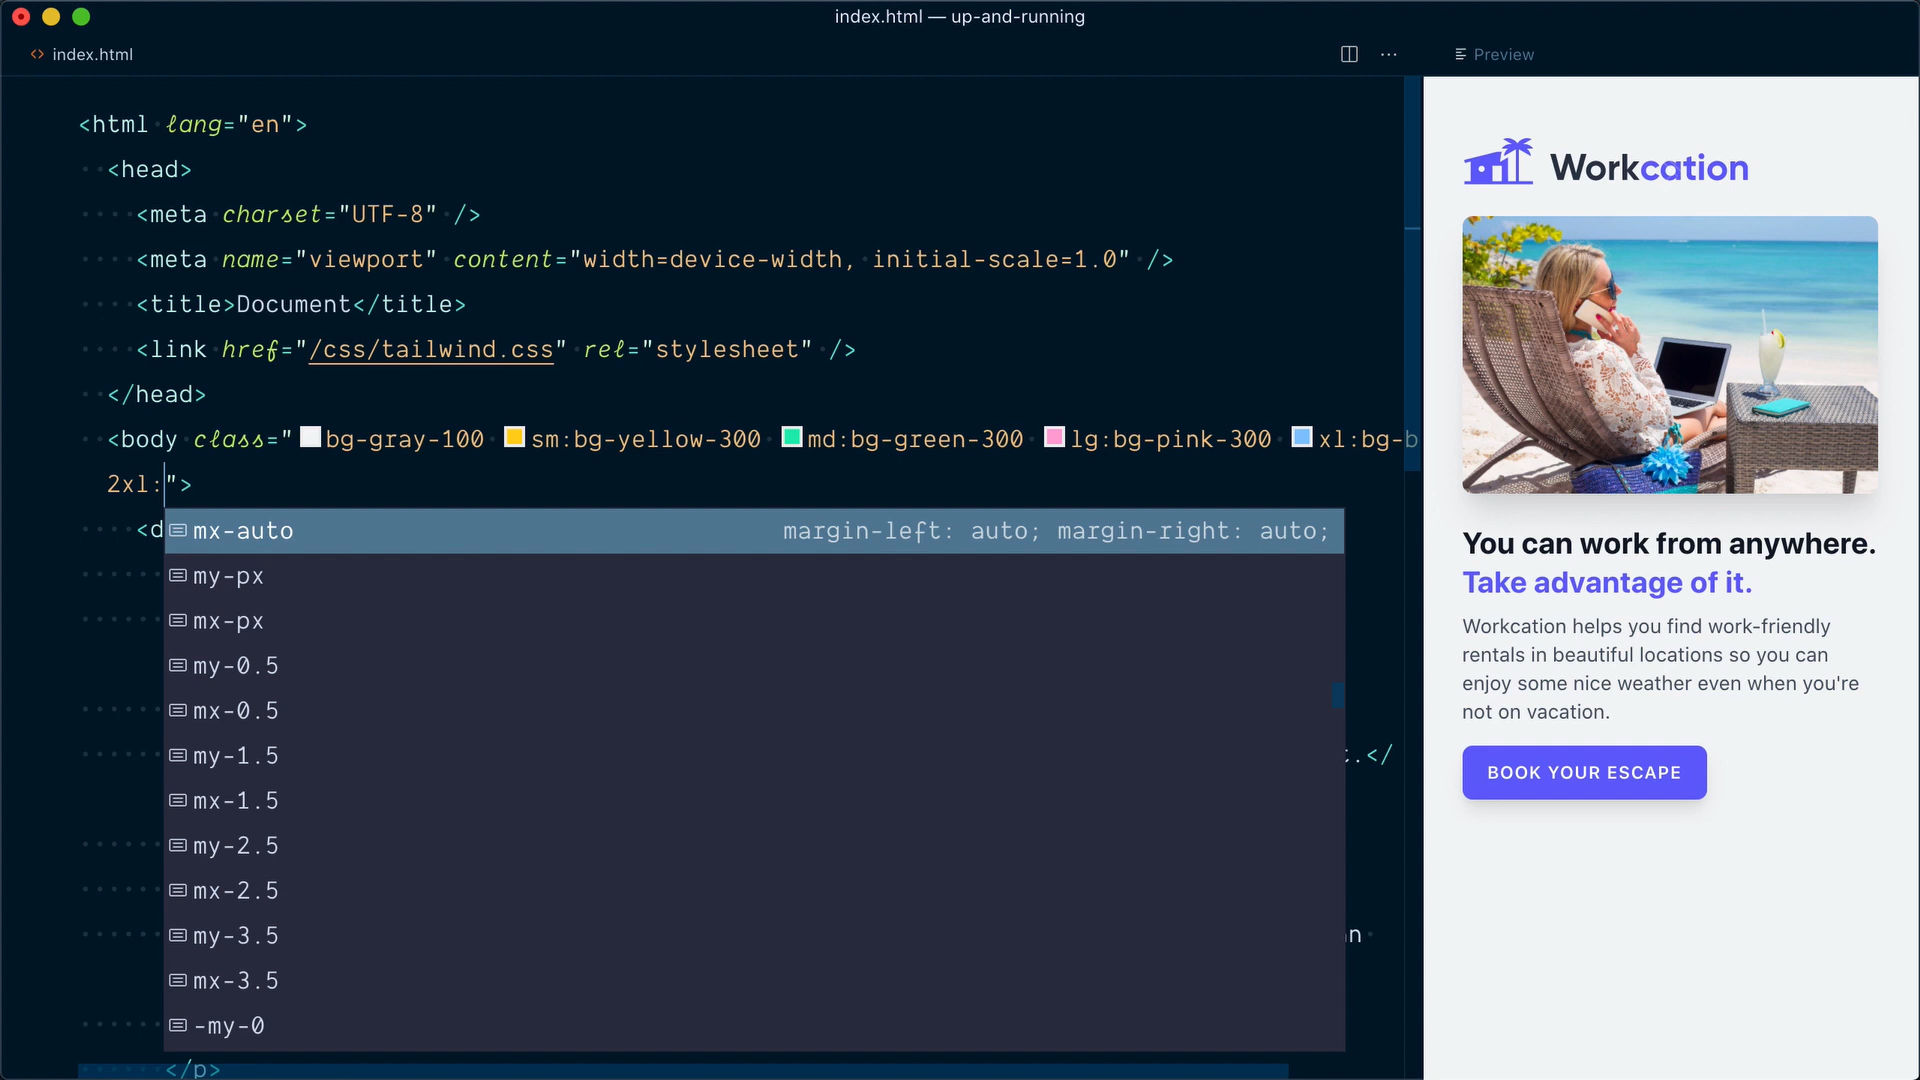 index.html — up-and-running
index.html
Preview
<html lang="en">
<head>
<meta charset="UTF-8" />
<meta name="viewport" content="width=device-width, initial-scale=1.0" />
<title>Document</title>
<link href="/css/tailwind.css" rel="stylesheet" />
</head>
<body class=" bg-gray-100 sm:bg-yellow-300 md:bg-green-300 lg:bg-pink-300 xl:bg-b
2xl:">
<d
mx-auto margin-left: auto; margin-right: auto;
my-px
mx-px
my-0.5
mx-0.5
my-1.5
t.</
mx-1.5
my-2.5
mx-2.5
my-3.5
n
mx-3.5
-my-0
</p>
Workcation
You can work from anywhere.
Take advantage of it.
Workcation helps you find work-friendly
rentals in beautiful locations so you can
enjoy some nice weather even when you're
not on vacation.
BOOK YOUR ESCAPE